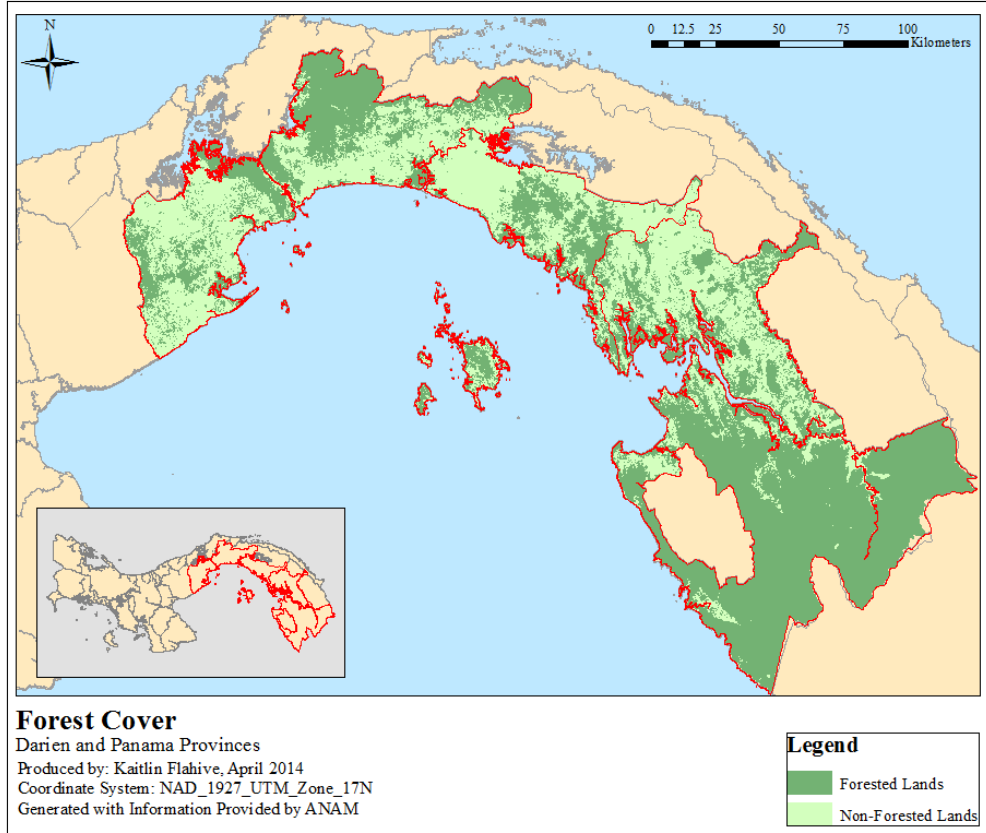 N
0 12.5 25 50 75 100
Kilometers
Forest Cover
Darien and Panama Provinces
Produced by: Kaitlin Flahive, April 2014
Coordinate System: NAD_1927_UTM_Zone_17N
Generated with Information Provided by ANAM
Legend
Forested Lands
Non-Forested Lands